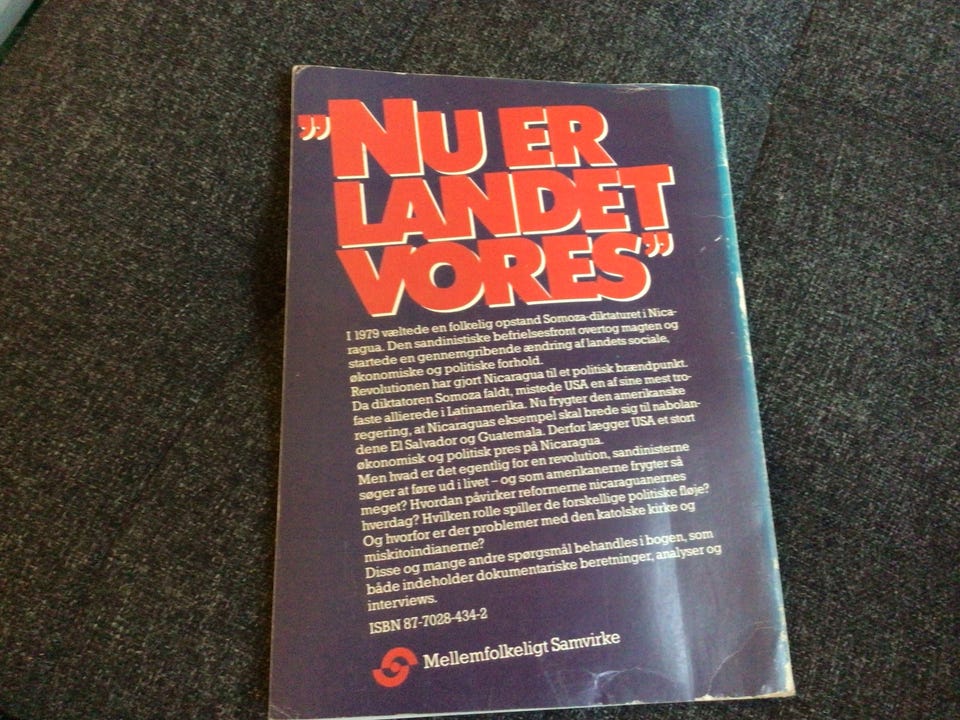 ”NU ER
LANDET
VORES”
I 1979 væltede en folkelig opstand Somoza-diktaturet i Nica-
ragua. Den sandinistiske befrielsesfront overtog magten og
startede en gennemgribende ændring af landets sociale,
økonomiske og politiske forhold.
Revolutionen har gjort Nicaragua til et politisk brændpunkt.
Da diktatoren Somoza faldt, mistede USA en af sine mest tro-
faste allierede i Latinamerika. Nu frygter den amerikanske
regering, at Nicaraguas eksempel skal brede sig til nabolan-
dene El Salvador og Guatemala. Derfor lægger USA et stort
økonomisk og politisk pres på Nicaragua.
Men hvad er det egentlig for en revolution, sandinisterne
søger at føre ud i livet – og som amerikanerne frygter så
meget? Hvordan påvirker reformerne nicaraguanernes
hverdag? Hvilken rolle spiller de forskellige politiske fløje?
Og hvorfor er der problemer med den katolske kirke og
miskitoindianerne?
Disse og mange andre spørgsmål behandles i bogen, som
både indeholder dokumentariske beretninger, analyser og
interviews.
ISBN 87-7028-434-2
Mellemfolkeligt Samvirke